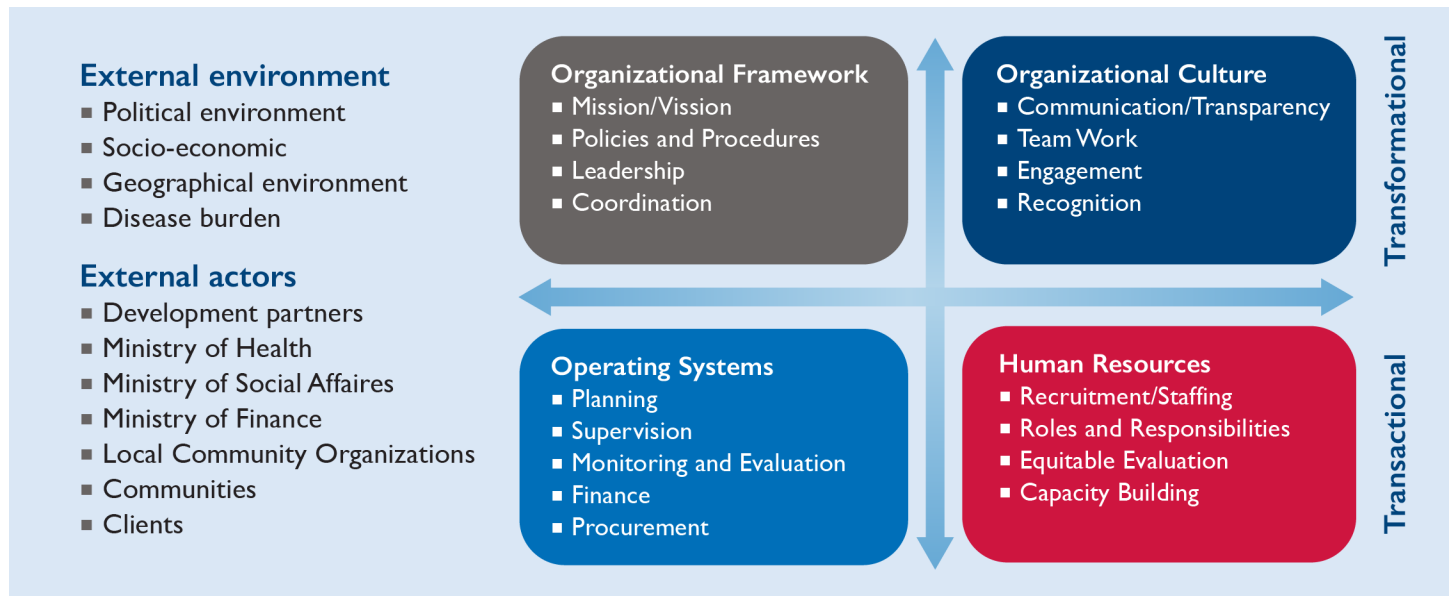 External environment
▪ Political environment
▪ Socio-economic
▪ Geographical environment
▪ Disease burden
External actors
▪ Development partners
▪ Ministry of Health
▪ Ministry of Social Affaires
▪ Ministry of Finance
▪ Local Community Organizations
▪ Communities
▪ Clients
Organizational Framework
▪ Mission/Vission
▪ Policies and Procedures
▪ Leadership
▪ Coordination
Organizational Culture
▪ Communication/Transparency
▪ Team Work
▪ Engagement
▪ Recognition
Transformational
Operating Systems
▪ Planning
▪ Supervision
▪ Monitoring and Evaluation
▪ Finance
▪ Procurement
Human Resources
▪ Recruitment/Staffing
▪ Roles and Responsibilities
▪ Equitable Evaluation
▪ Capacity Building
Transactional